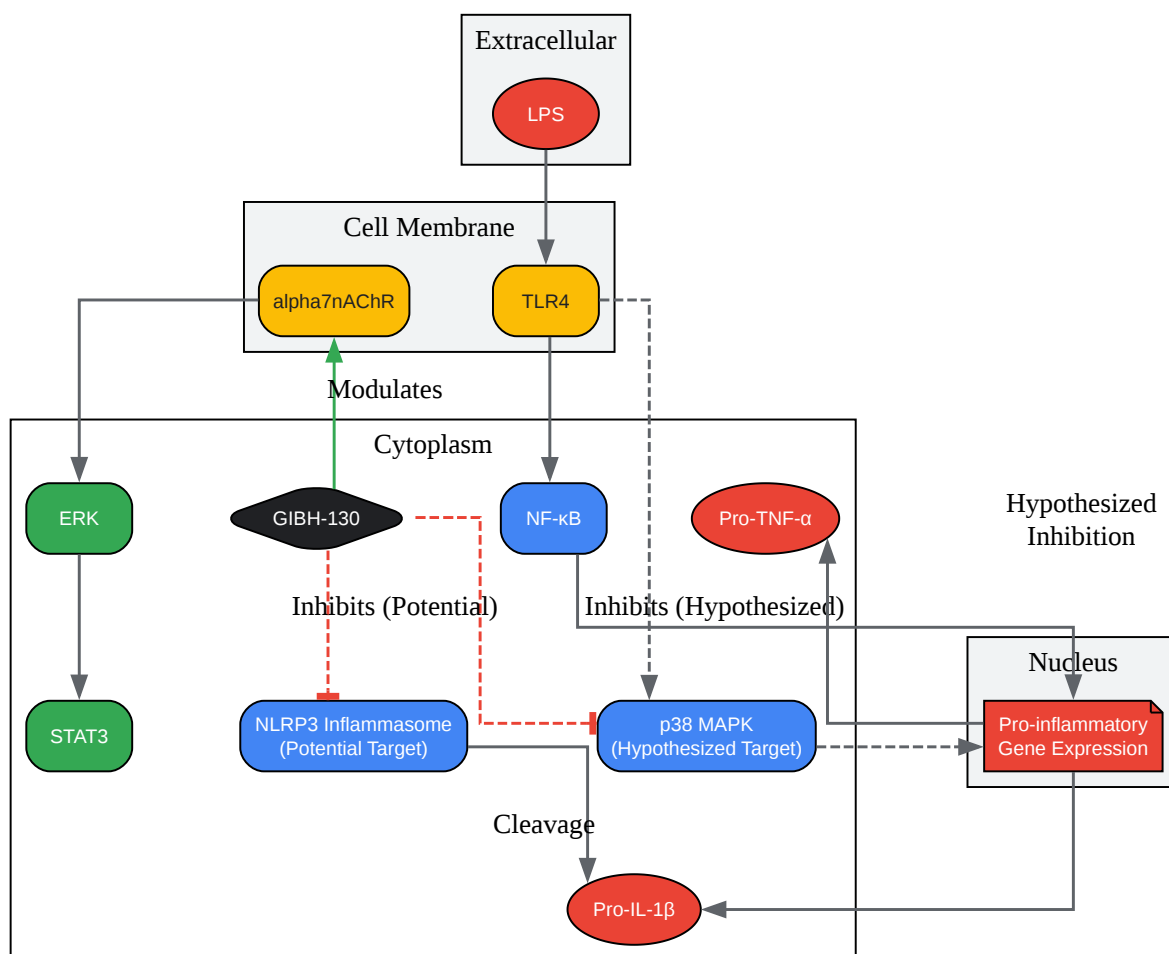 Extracellular
LPS
Cell Membrane
alpha7nAChR
TLR4
Modulates
Cytoplasm
ERK
GIBH-130
NF-κB
Pro-TNF-α
Hypothesized
Inhibition
Inhibits (Potential)
Inhibits (Hypothesized)
Nucleus
STAT3
NLRP3 Inflammasome
(Potential Target)
p38 MAPK
(Hypothesized Target)
Pro-inflammatory
Gene Expression
Cleavage
Pro-IL-1β